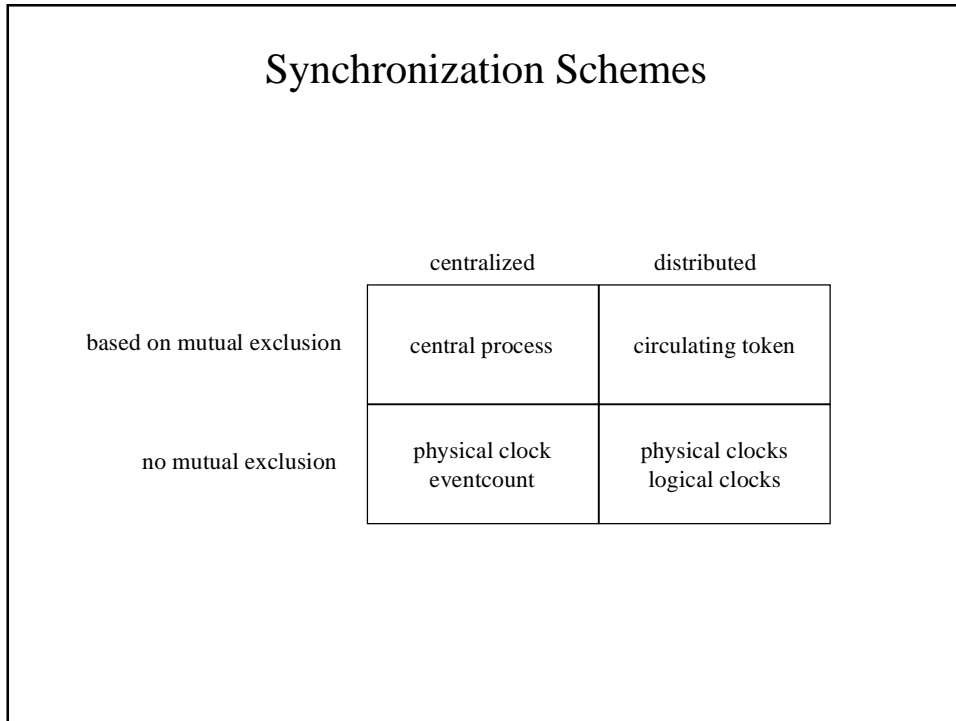 Synchronization Schemes
centralized distributed
based on mutual exclusion central process circulating token
no mutual exclusion physical clock physical clocks
eventcount logical clocks